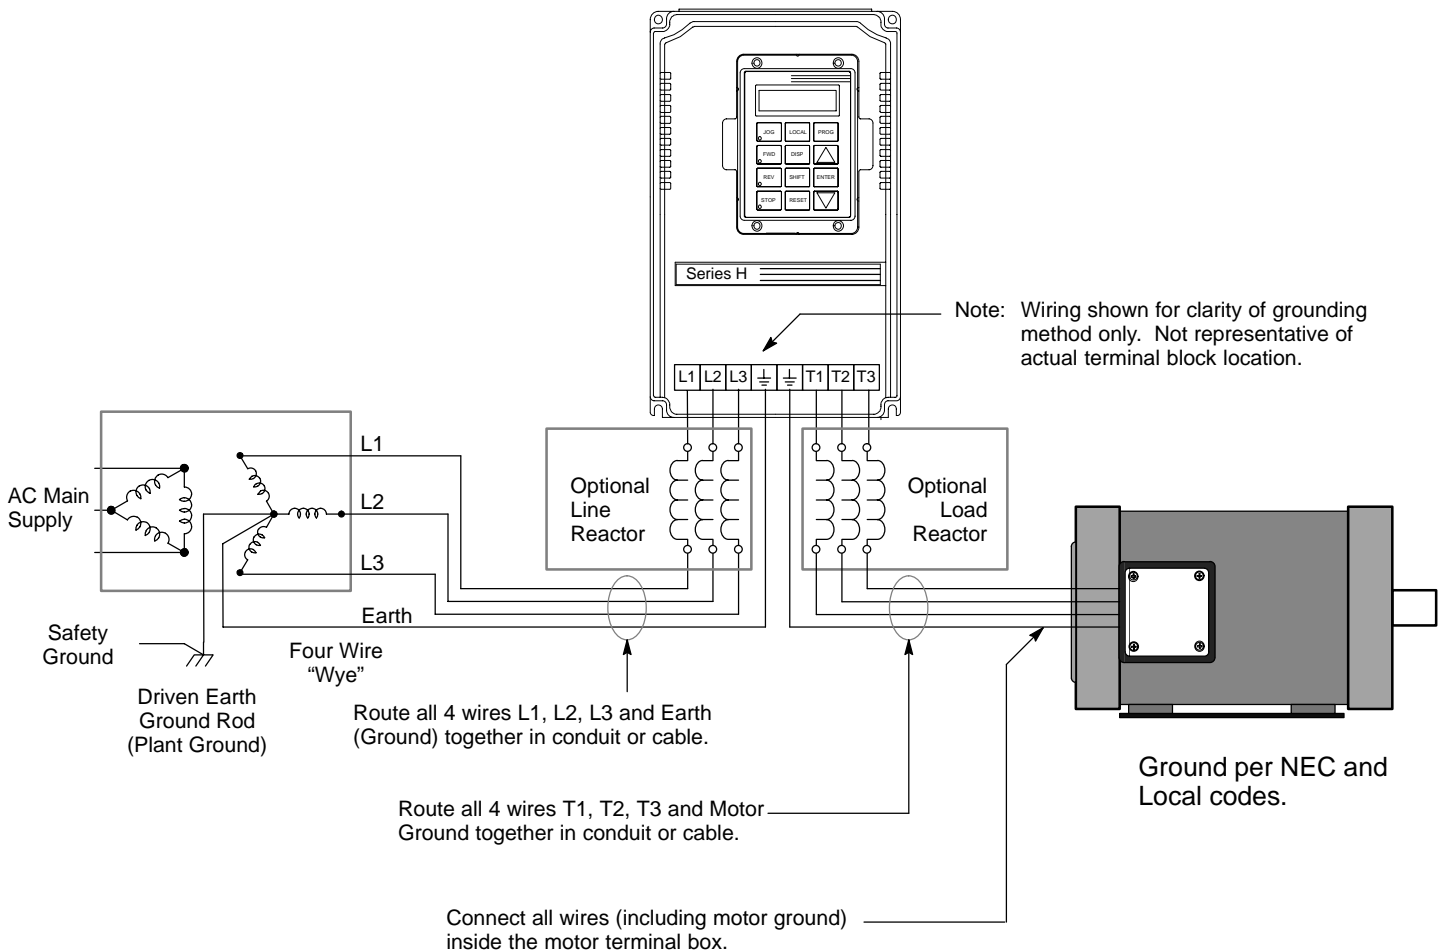 JOG LOCAL PROG
FWD DISP
REV SHIFT ENTER
STOP RESET
Series H
Note: Wiring shown for clarity of grounding
method only. Not representative of
actual terminal block location.
L1 L2 L3 T1 T2 T3
L1
L2
L3
Earth
AC Main
Supply
Safety
Ground
Driven Earth
Ground Rod
(Plant Ground)
Four Wire
“Wye”
Optional
Line
Reactor
Optional
Load
Reactor
Route all 4 wires L1, L2, L3 and Earth
(Ground) together in conduit or cable.
Route all 4 wires T1, T2, T3 and Motor
Ground together in conduit or cable.
Connect all wires (including motor ground)
inside the motor terminal box.
Ground per NEC and
Local codes.